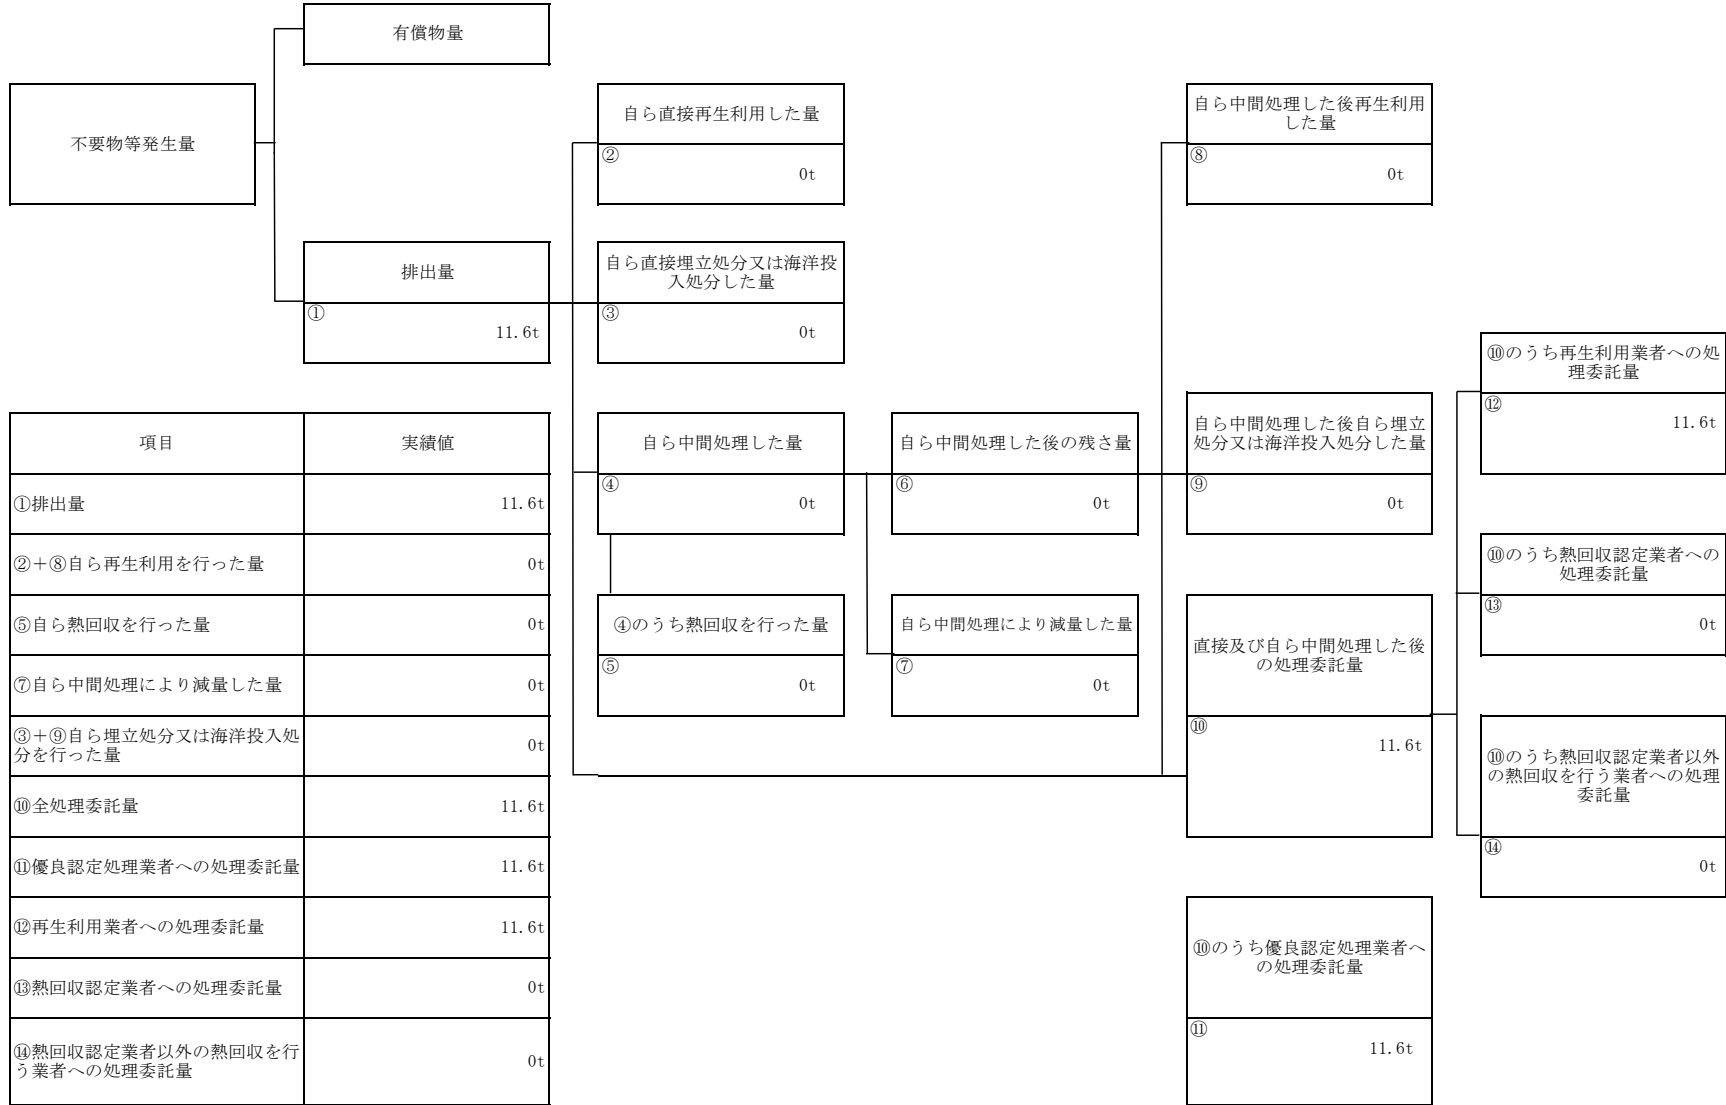 有償物量
不要物等発生量
自ら直接再生利用した量
②
0t
自ら中間処理した後再生利用
した量
⑧
0t
排出量
①
11.6t
自ら直接埋立処分又は海洋投
入処分した量
③
0t
⑩のうち再生利用業者への処
理委託量
⑫
11.6t
自ら中間処理した量
④
0t
自ら中間処理した後の残さ量
⑥
0t
自ら中間処理した後自ら埋立
処分又は海洋投入処分した量
⑨
0t
⑩のうち熱回収認定業者への
処理委託量
⑬
0t
④のうち熱回収を行った量
⑤
0t
自ら中間処理により減量した量
⑦
0t
直接及び自ら中間処理した後
の処理委託量
⑩
11.6t
⑩のうち熱回収認定業者以外
の熱回収を行う業者への処理
委託量
⑭
0t
⑩のうち優良認定処理業者へ
の処理委託量
⑪
11.6t
項目
実績値
①排出量
11.6t
②+⑧自ら再生利用を行った量
0t
⑤自ら熱回収を行った量
0t
⑦自ら中間処理により減量した量
0t
③+⑨自ら埋立処分又は海洋投入処
分を行った量
0t
⑩全処理委託量
11.6t
⑪優良認定処理業者への処理委託量
11.6t
⑫再生利用業者への処理委託量
11.6t
⑬熱回収認定業者への処理委託量
0t
⑭熱回収認定業者以外の熱回収を行
う業者への処理委託量
0t